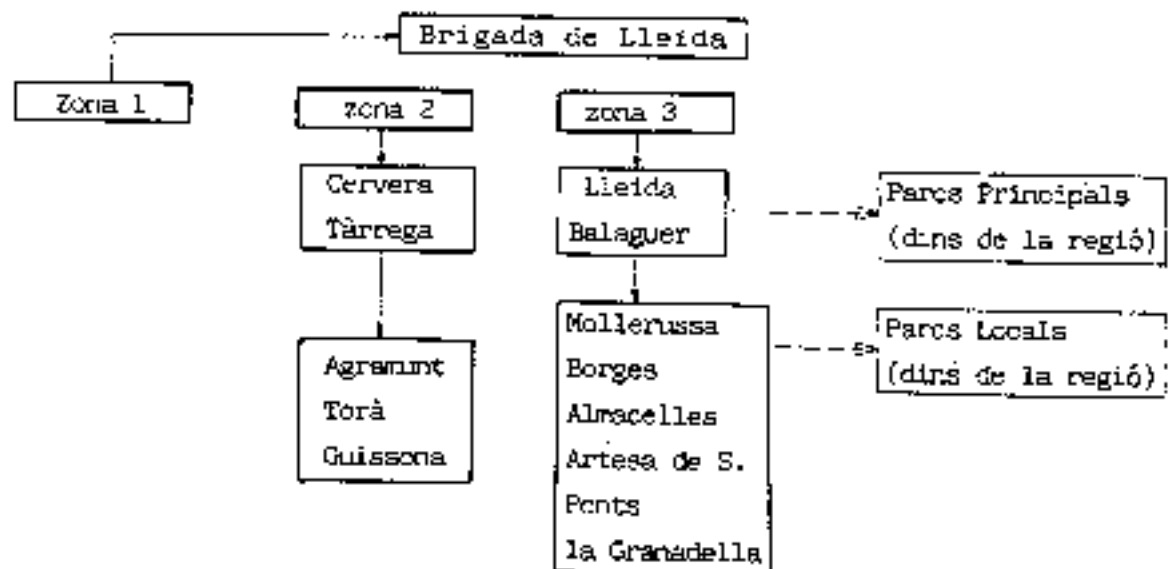 Brigada de Lleida
Zona 1
zona 2
zona 3
Cervera
Tàrrega
Lleida
Balaguer
Parcs Principals
(dins de la regió)
Agramunt
Torà
Guissona
Mollerussa
Borges
Almacelles
Artesa de S.
Ponts
la Granadella
Parcs Locals
(dins de la regió)